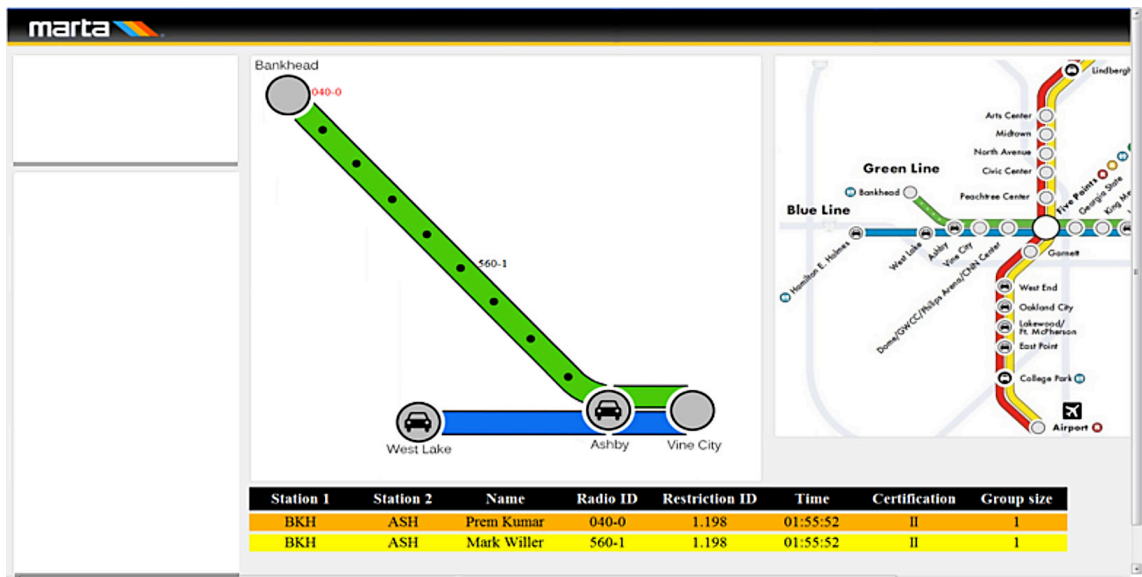 marta
Bankhead
040-0
560-1
West Lake
Ashby
Vine City
Lindbergh
Arts Center
Midtown
North Avenue
Civic Center
Peachtree Center
Green Line
Bankhead
Blue Line
Five Points
Georgia State
King Me
Hamilton E. Holmes
West Lake
Ashby
Vine City
Dome/GWCC/Philips Arena/CNN Center
Garnett
West End
Oakland City
Lakewood/
Ft. McPherson
East Point
College Park
Airport
Station 1 Station 2 Name Radio ID Restriction ID Time Certification Group size
BKH ASH Prem Kumar 040-0 1.198 01:55:52 II 1
BKH ASH Mark Willer 560-1 1.198 01:55:52 II 1